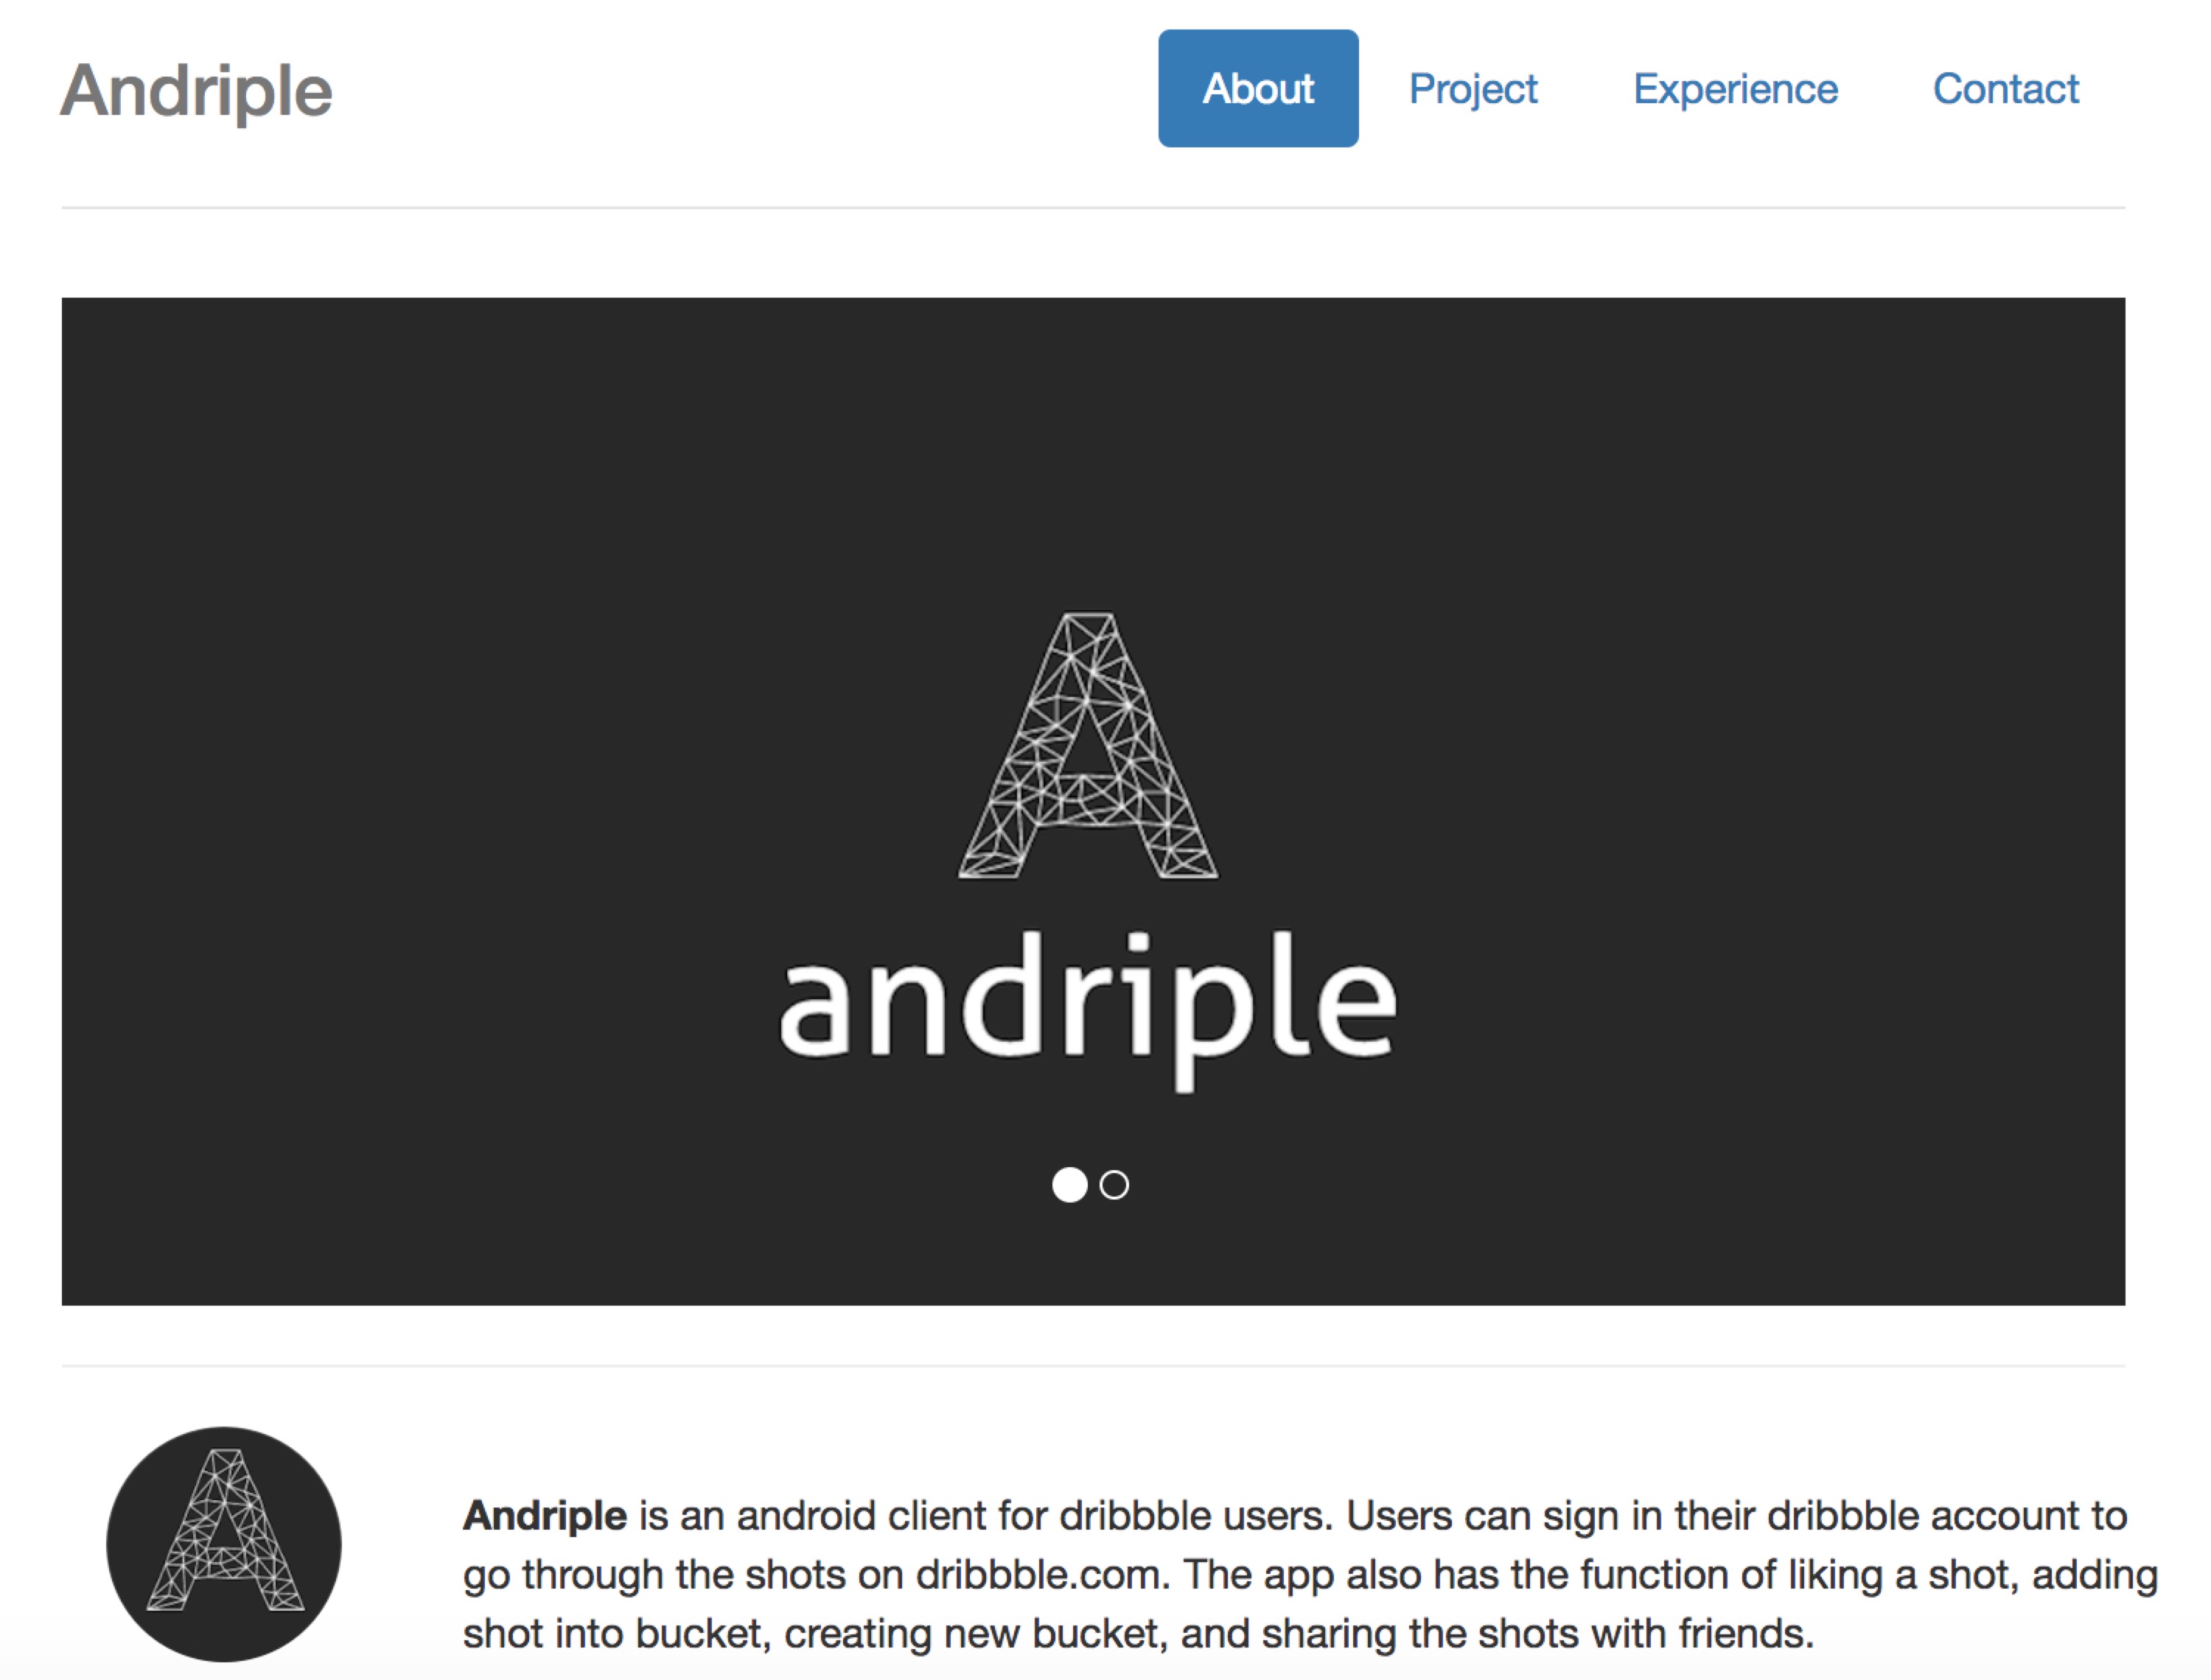 Andriple
About Project Experience Contact
A
andriple
A
Andriple is an android client for dribbble users. Users can sign in their dribbble account to
go through the shots on dribbble.com. The app also has the function of liking a shot, adding
shot into bucket, creating new bucket, and sharing the shots with friends.